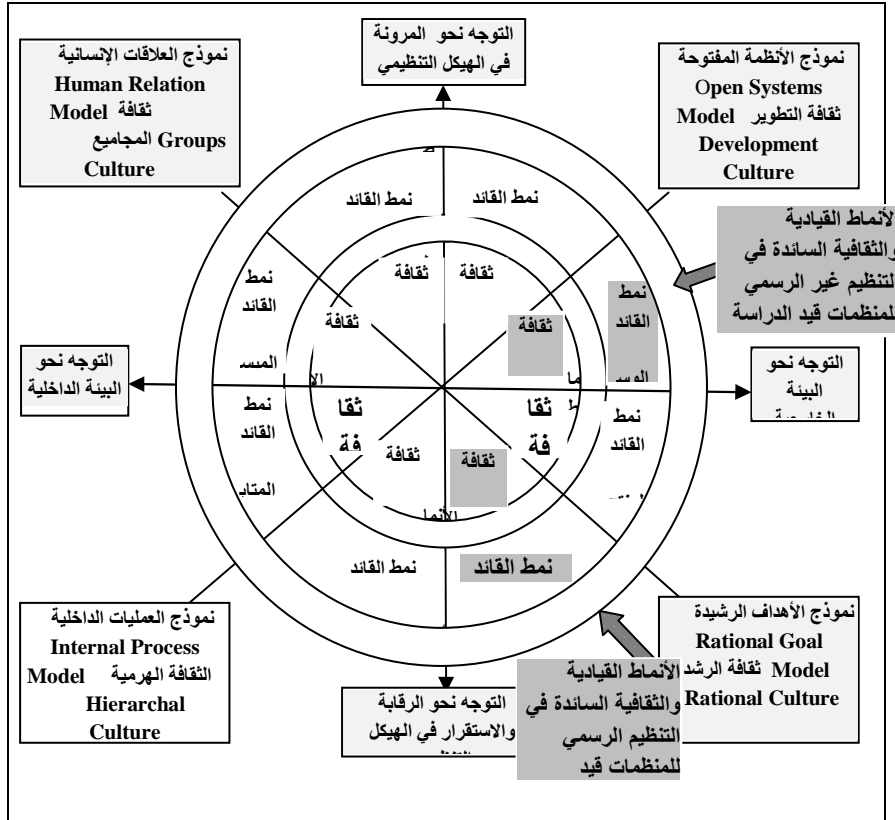 التوجه نحو المرونة
في الهيكل التنظيمي
نموذج الأنظمة المفتوحة
Open Systems
Model ثقافة التطوير
Development
Culture
نموذج العلاقات الإنسانية
Human Relation
Model ثقافة
المجاميع Groups
Culture
الأنماط القيادية
والثقافية السائدة في
التنظيم غير الرسمي
للمنظمات قيد الدراسة
نمط القائد
نمط القائد
ثقافة
ثقافة
نمط
القائد
ثقافة
ثقافة
نمط
القائد
التوجه نحو
البيئة
التوجه نحو
البيئة الداخلية
نمط
القائد
ثقا
فة
ثقا
فة
نمط
القائد
ثقافة
ثقافة
نمط القائد
نمط القائد
نموذج الأهداف الرشيدة
Rational Goal
Model ثقافة الرشد
Rational Culture
نموذج العمليات الداخلية
Internal Process
Model الثقافة الهرمية
Hierarchal
Culture
الأنماط القيادية
والثقافية السائدة في
التنظيم الرسمي
للمنظمات قيد
التوجه نحو الرقابة
والاستقرار في الهيكل